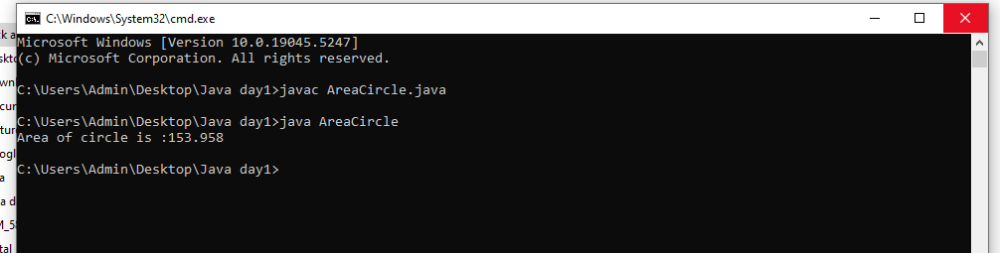 C:\Windows\System32\cmd.exe
Microsoft Windows [Version 10.0.19045.5247]
(c) Microsoft Corporation. All rights reserved.
C:\Users\Admin\Desktop\Java day1>javac AreaCircle.java
C:\Users\Admin\Desktop\Java day1>java AreaCircle
Area of circle is :153.958
C:\Users\Admin\Desktop\Java day1>